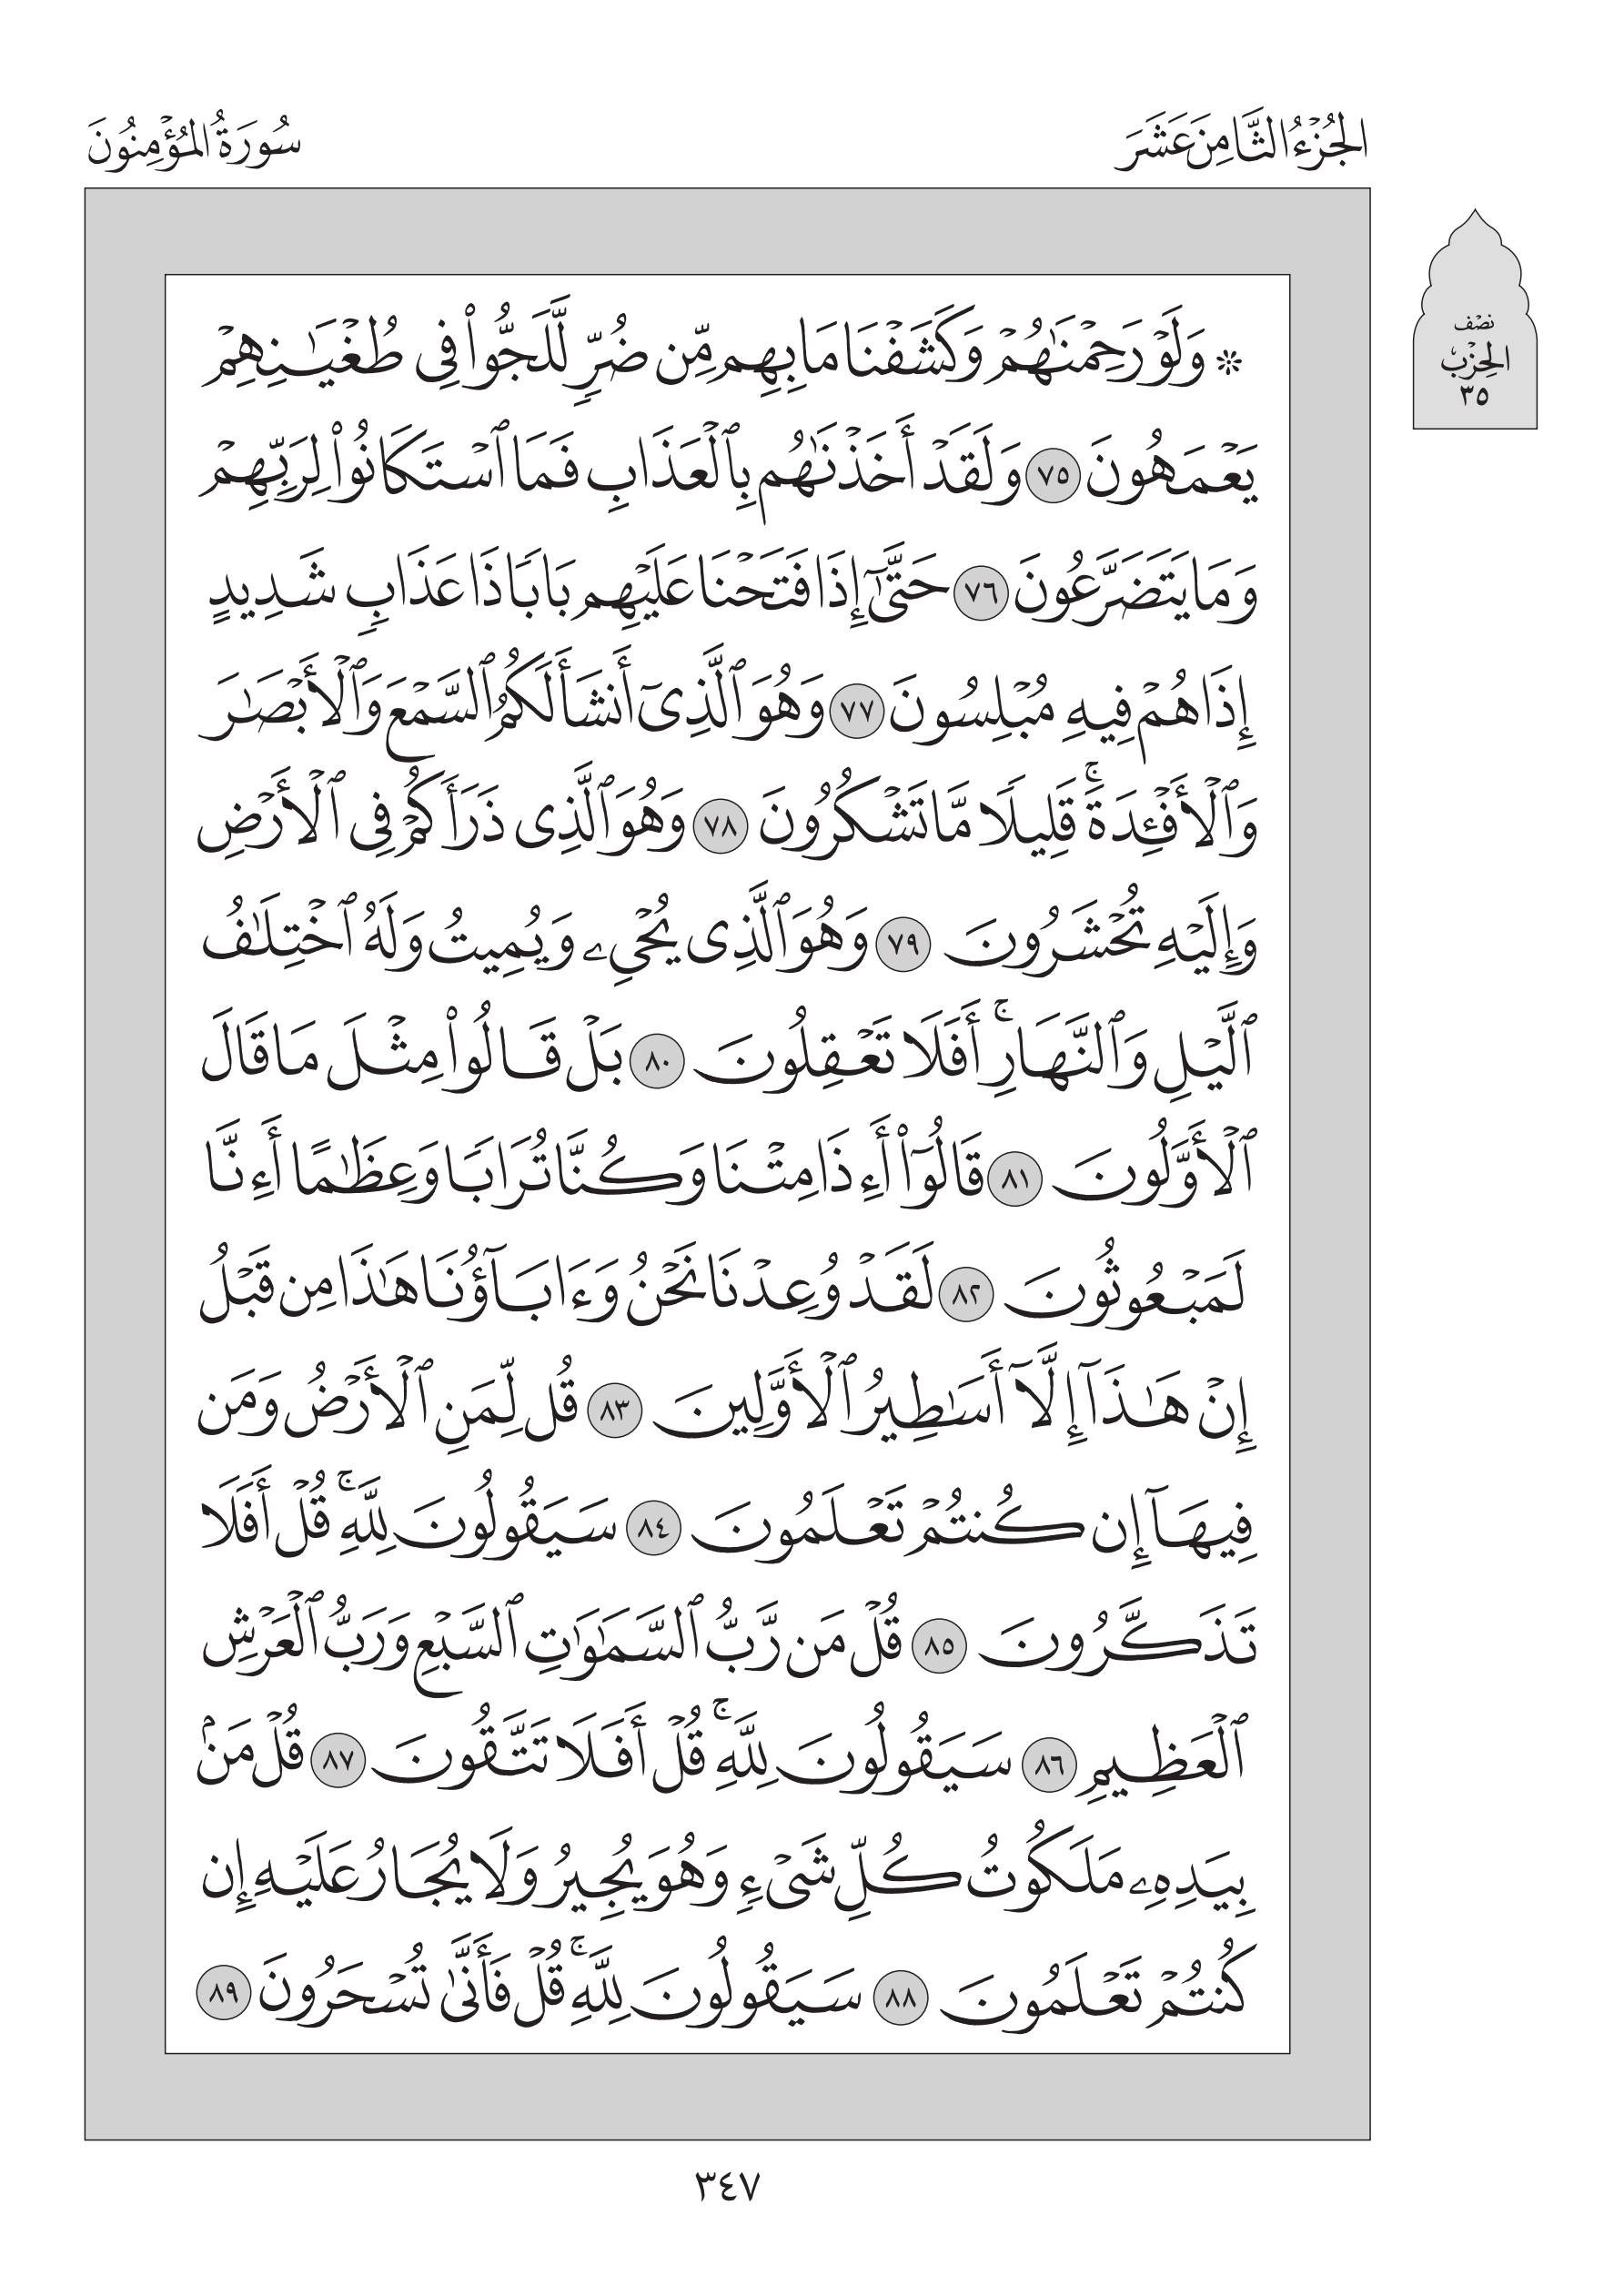 الجُزْءُ الثَّامِنَ عَشَرَ
سُورَةُ المُؤْمِنُونَ
نصْف
الحِزْب
٣٥
۞ وَلَوْ رَحِمْنَٰهُمْ وَكَشَفْنَا مَا بِهِم مِّن ضُرٍّ لَّلَجُّوا۟ فِى طُغْيَٰنِهِمْ
يَعْمَهُونَ ٧٥ وَلَقَدْ أَخَذْنَٰهُم بِٱلْعَذَابِ فَمَا ٱسْتَكَانُوا۟ لِرَبِّهِمْ
وَمَا يَتَضَرَّعُونَ ٧٦ حَتَّىٰٓ إِذَا فَتَحْنَا عَلَيْهِم بَابًا ذَا عَذَابٍ شَدِيدٍ
إِذَا هُمْ فِيهِ مُبْلِسُونَ ٧٧ وَهُوَ ٱلَّذِىٓ أَنشَأَ لَكُمُ ٱلسَّمْعَ وَٱلْأَبْصَٰرَ
وَٱلْأَفْـِٔدَةَ ۚ قَلِيلًا مَّا تَشْكُرُونَ ٧٨ وَهُوَ ٱلَّذِى ذَرَأَكُمْ فِى ٱلْأَرْضِ
وَإِلَيْهِ تُحْشَرُونَ ٧٩ وَهُوَ ٱلَّذِى يُحْىِۦ وَيُمِيتُ وَلَهُ ٱخْتِلَٰفُ
ٱلَّيْلِ وَٱلنَّهَارِ ۚ أَفَلَا تَعْقِلُونَ ٨٠ بَلْ قَالُوا۟ مِثْلَ مَا قَالَ
ٱلْأَوَّلُونَ ٨١ قَالُوٓا۟ أَءِذَا مِتْنَا وَكُنَّا تُرَابًا وَعِظَٰمًا أَءِنَّا
لَمَبْعُوثُونَ ٨٢ لَقَدْ وُعِدْنَا نَحْنُ وَءَابَآؤُنَا هَٰذَا مِن قَبْلُ
إِنْ هَٰذَآ إِلَّآ أَسَٰطِيرُ ٱلْأَوَّلِينَ ٨٣ قُل لِّمَنِ ٱلْأَرْضُ وَمَن
فِيهَآ إِن كُنتُمْ تَعْلَمُونَ ٨٤ سَيَقُولُونَ لِلَّهِ ۚ قُلْ أَفَلَا
تَذَكَّرُونَ ٨٥ قُلْ مَن رَّبُّ ٱلسَّمَٰوَٰتِ ٱلسَّبْعِ وَرَبُّ ٱلْعَرْشِ
ٱلْعَظِيمِ ٨٦ سَيَقُولُونَ لِلَّهِ ۚ قُلْ أَفَلَا تَتَّقُونَ ٨٧ قُلْ مَنۢ
بِيَدِهِۦ مَلَكُوتُ كُلِّ شَىْءٍ وَهُوَ يُجِيرُ وَلَا يُجَارُ عَلَيْهِ إِن
كُنتُمْ تَعْلَمُونَ ٨٨ سَيَقُولُونَ لِلَّهِ ۚ قُلْ فَأَنَّىٰ تُسْحَرُونَ ٨٩
٣٤٧